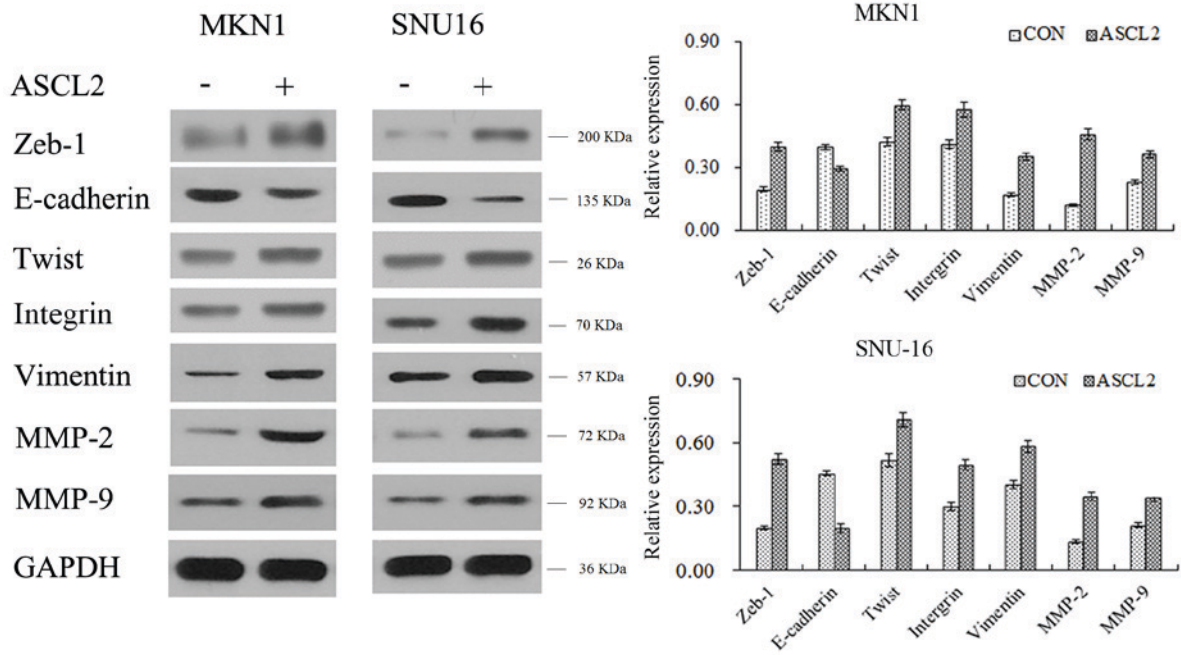 MKN1 SNU16
ASCL2 - + - +
Zeb-1 200 KDa
E-cadherin 135 KDa
Twist 26 KDa
Integrin 70 KDa
Vimentin 57 KDa
MMP-2 72 KDa
MMP-9 92 KDa
GAPDH 36 KDa
MKN1
CON ASCL2
Relative expression
0.90
0.60
0.30
0.00
Zeb-1 E-cadherin Twist Intergrin Vimentin MMP-2 MMP-9
SNU-16
CON ASCL2
Relative expression
0.90
0.60
0.30
0.00
Zeb-1 E-cadherin Twist Intergrin Vimentin MMP-2 MMP-9